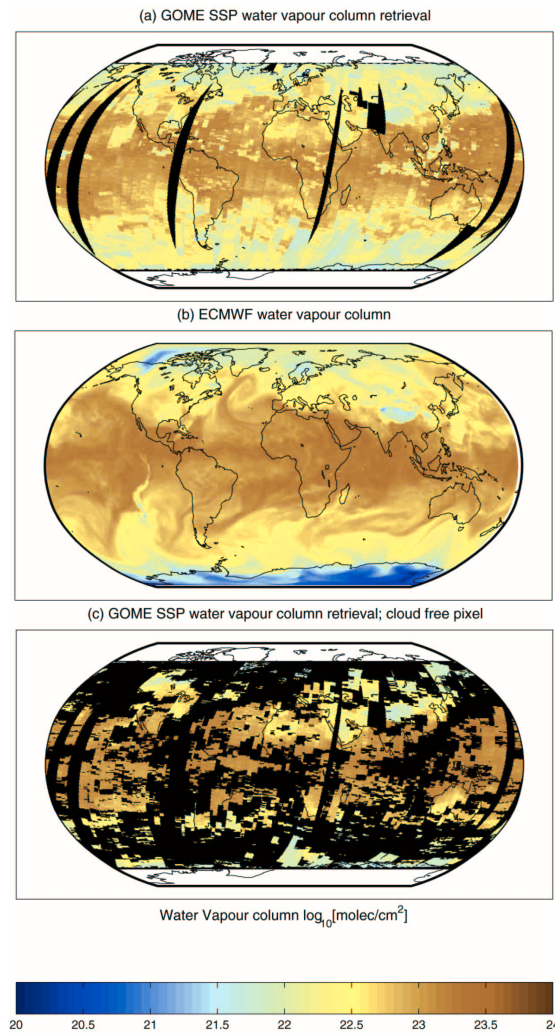 (a) GOME SSP water vapour column retrieval
(b) ECMWF water vapour column
(c) GOME SSP water vapour column retrieval; cloud free pixel
Water Vapour column log10[molec/cm2]
20 20.5 21 21.5 22 22.5 23 23.5